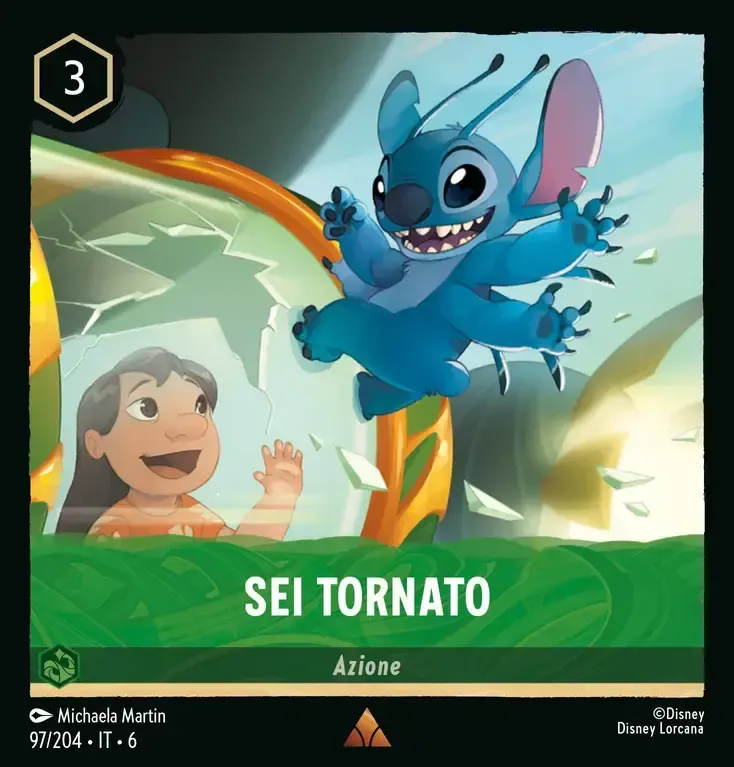 3
SEI TORNATO
Azione
Michaela Martin
97/204 • IT • 6
©Disney
Disney Lorcana